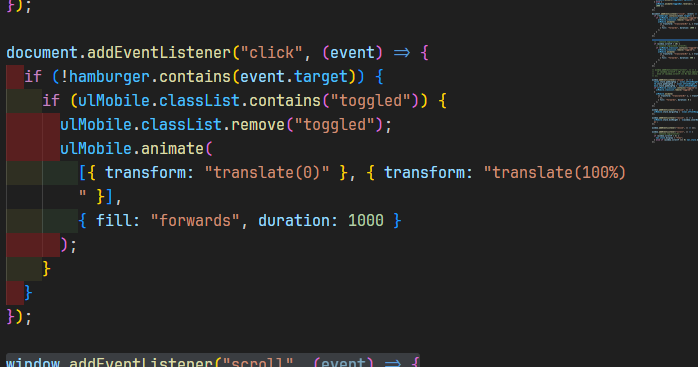 });
document.addEventListener("click", (event) => {
if (!hamburger.contains(event.target)) {
if (ulMobile.classList.contains("toggled")) {
ulMobile.classList.remove("toggled");
ulMobile.animate(
[{ transform: "translate(0)" }, { transform: "translate(100%)
" }],
{ fill: "forwards", duration: 1000 }
);
}
}
});
window.addEventListener("scroll", (event) => {